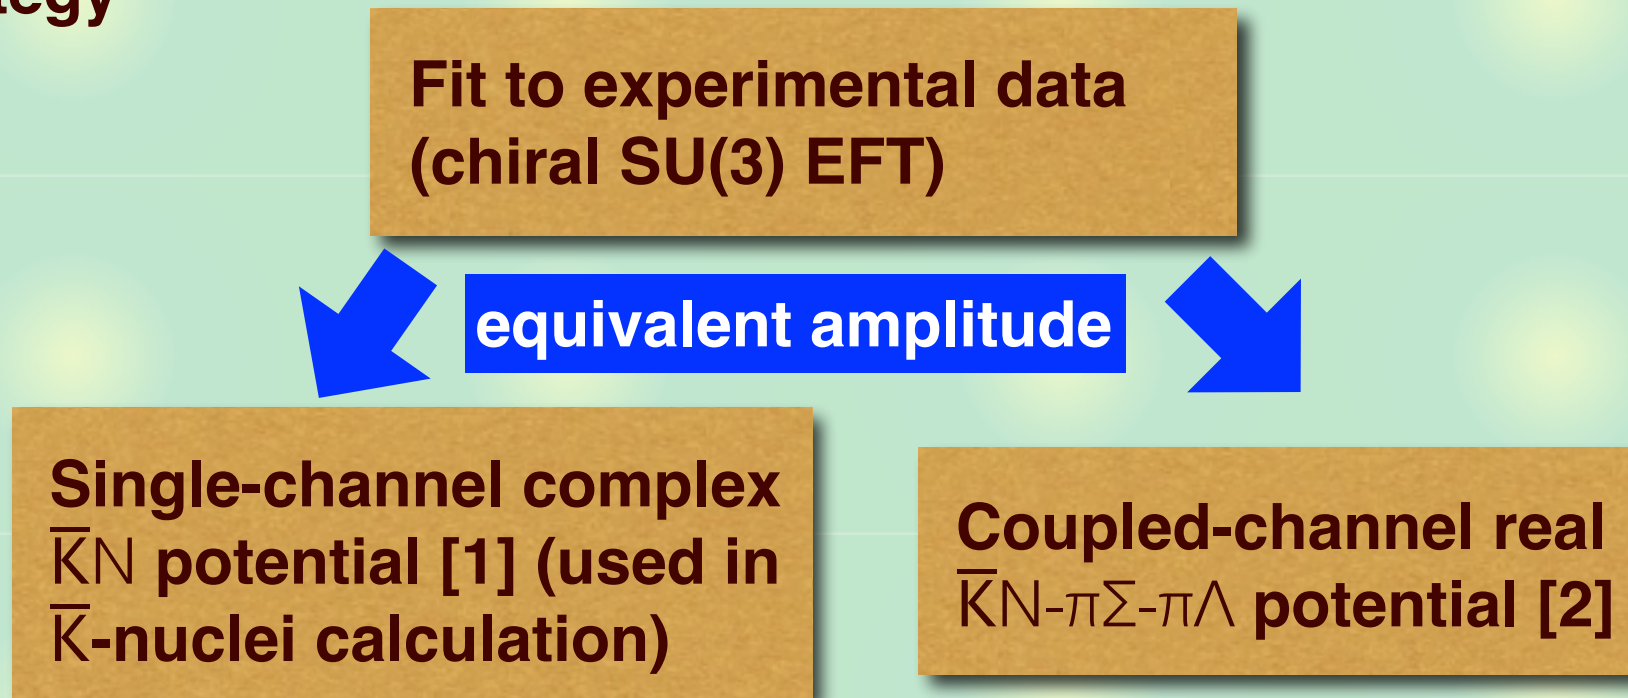 Fit to experimental data
(chiral SU(3) EFT)
equivalent amplitude
Single-channel complex
K̅N potential [1] (used in
K̅-nuclei calculation)
Coupled-channel real
K̅N-πΣ-πΛ potential [2]